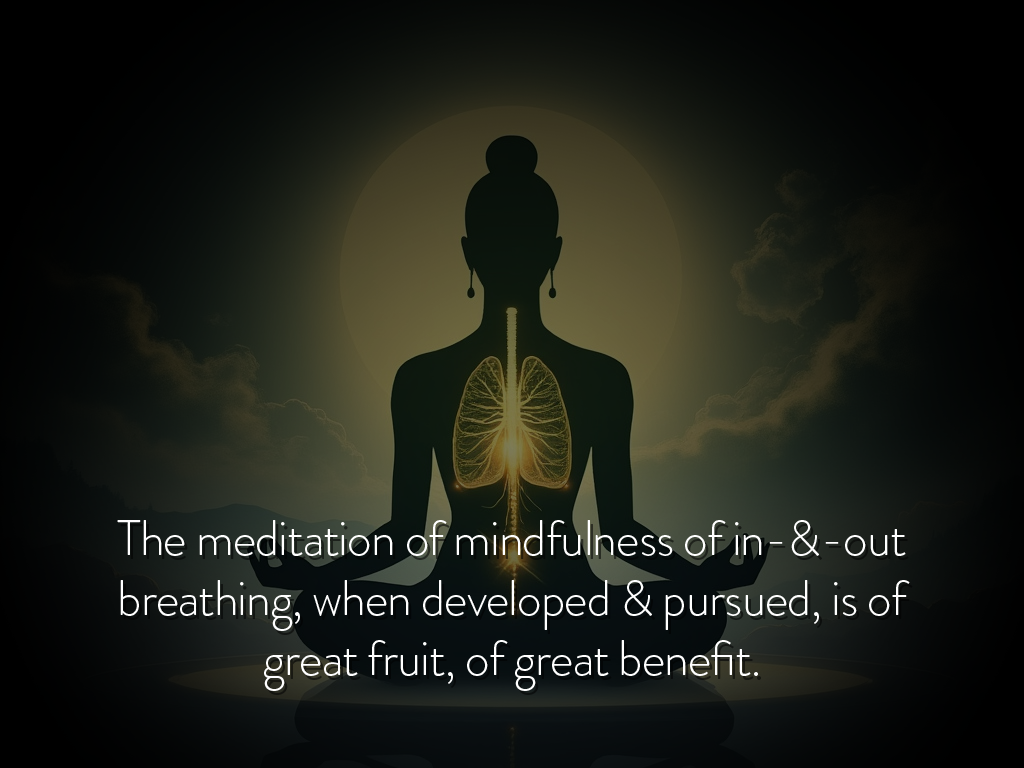 The meditation of mindfulness of in-&-out
breathing, when developed & pursued, is of
great fruit, of great benefit.